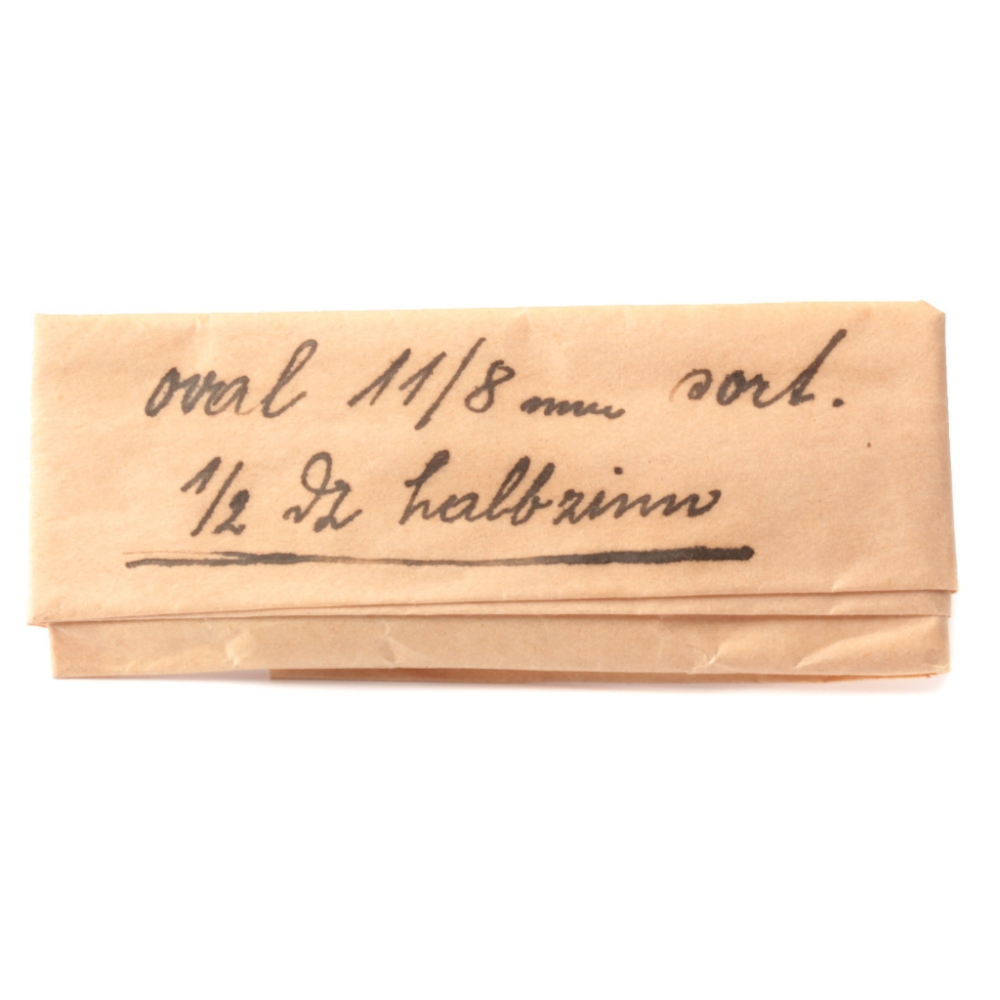 oval 11/8 mm sort.
1/2 Dz halbzinn